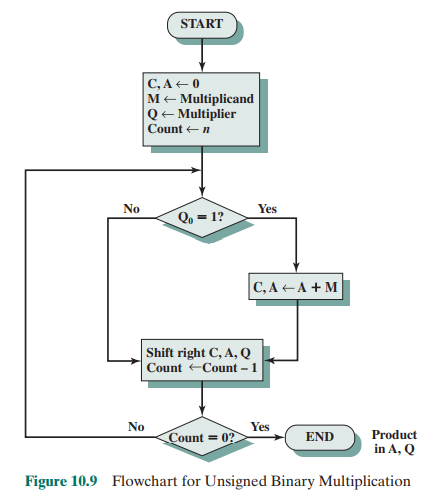 START
C, A ← 0
M ← Multiplicand
Q ← Multiplier
Count ← n
No
Q₀ = 1?
Yes
C, A ← A + M
Shift right C, A, Q
Count ← Count – 1
No
Count = 0?
Yes
END
Product
in A, Q
Figure 10.9 Flowchart for Unsigned Binary Multiplication